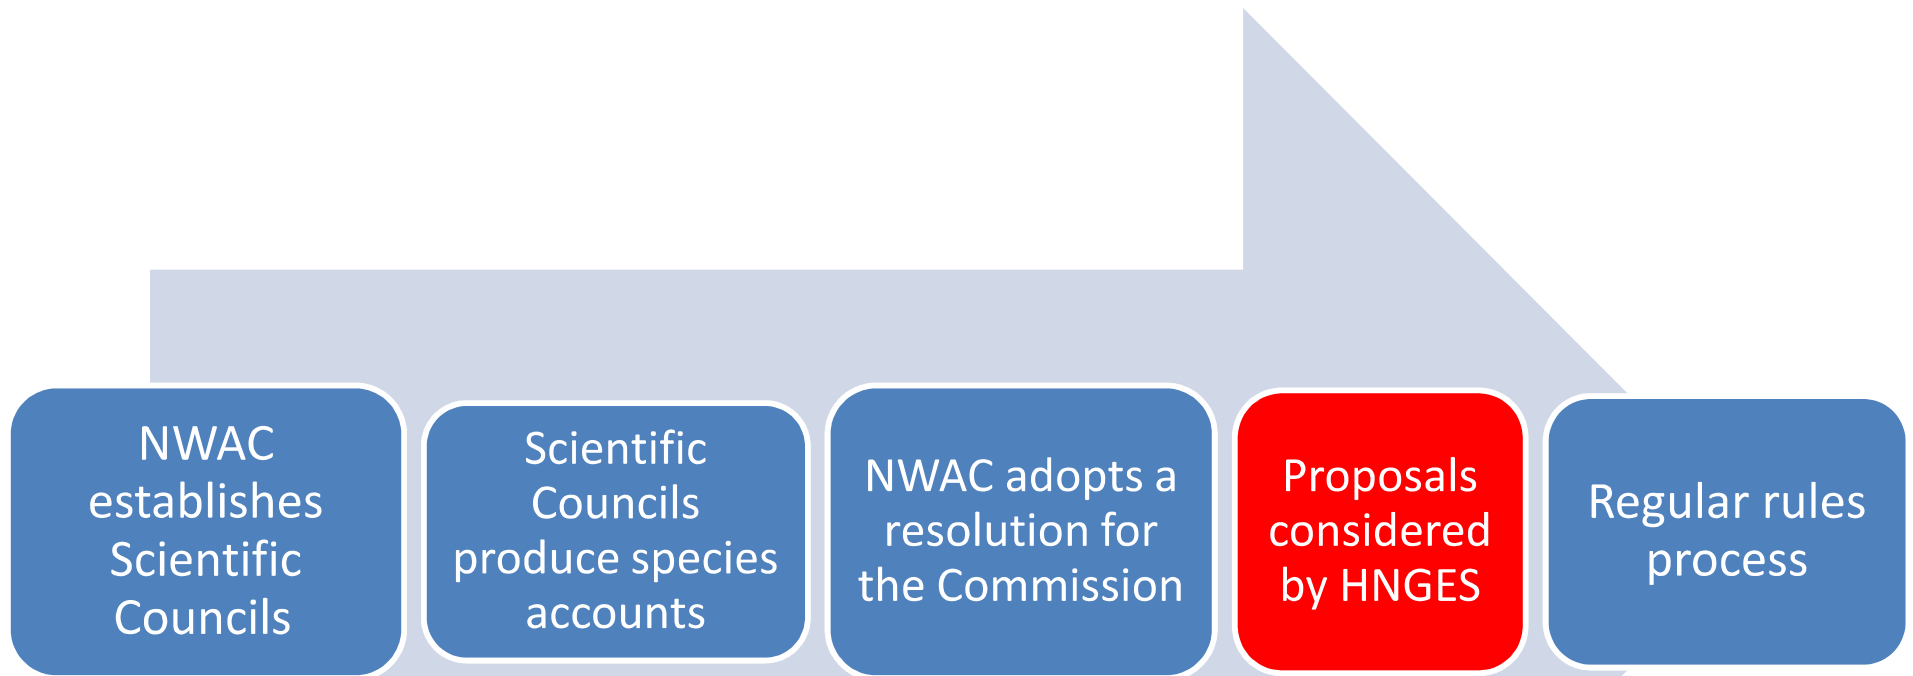 NWAC
establishes
Scientific
Councils
Scientific
Councils
produce species
accounts
NWAC adopts a
resolution for
the Commission
Proposals
considered
by HNGES
Regular rules
process